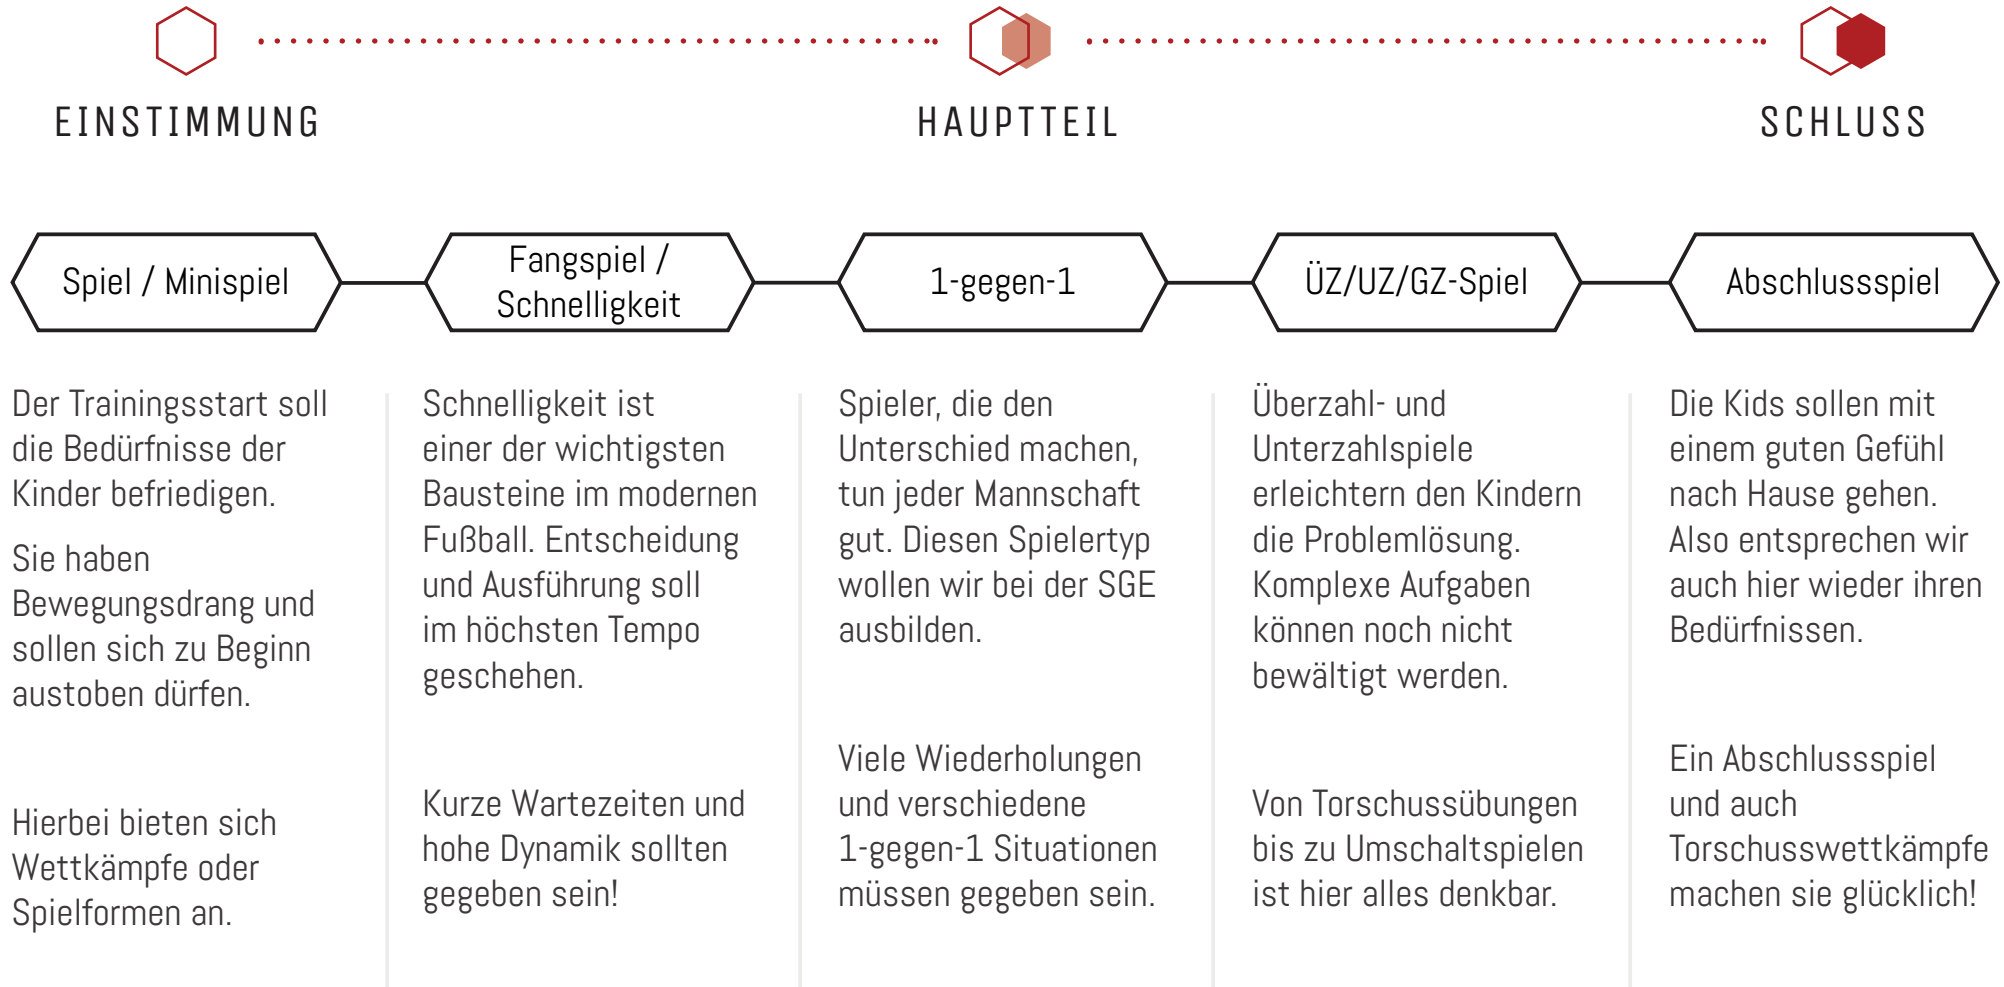 EINSTIMMUNG
HAUPTTEIL
SCHLUSS
Spiel / Minispiel
Fangspiel /
Schnelligkeit
1-gegen-1
ÜZ/UZ/GZ-Spiel
Abschlussspiel
Der Trainingsstart soll
die Bedürfnisse der
Kinder befriedigen.
Sie haben
Bewegungsdrang und
sollen sich zu Beginn
austoben dürfen.
Hierbei bieten sich
Wettkämpfe oder
Spielformen an.
Schnelligkeit ist
einer der wichtigsten
Bausteine im modernen
Fußball. Entscheidung
und Ausführung soll
im höchsten Tempo
geschehen.
Kurze Wartezeiten und
hohe Dynamik sollten
gegeben sein!
Spieler, die den
Unterschied machen,
tun jeder Mannschaft
gut. Diesen Spielertyp
wollen wir bei der SGE
ausbilden.
Viele Wiederholungen
und verschiedene
1-gegen-1 Situationen
müssen gegeben sein.
Überzahl- und
Unterzahlspiele
erleichtern den Kindern
die Problemlösung.
Komplexe Aufgaben
können noch nicht
bewältigt werden.
Von Torschussübungen
bis zu Umschaltspielen
ist hier alles denkbar.
Die Kids sollen mit
einem guten Gefühl
nach Hause gehen.
Also entsprechen wir
auch hier wieder ihren
Bedürfnissen.
Ein Abschlussspiel
und auch
Torschusswettkämpfe
machen sie glücklich!